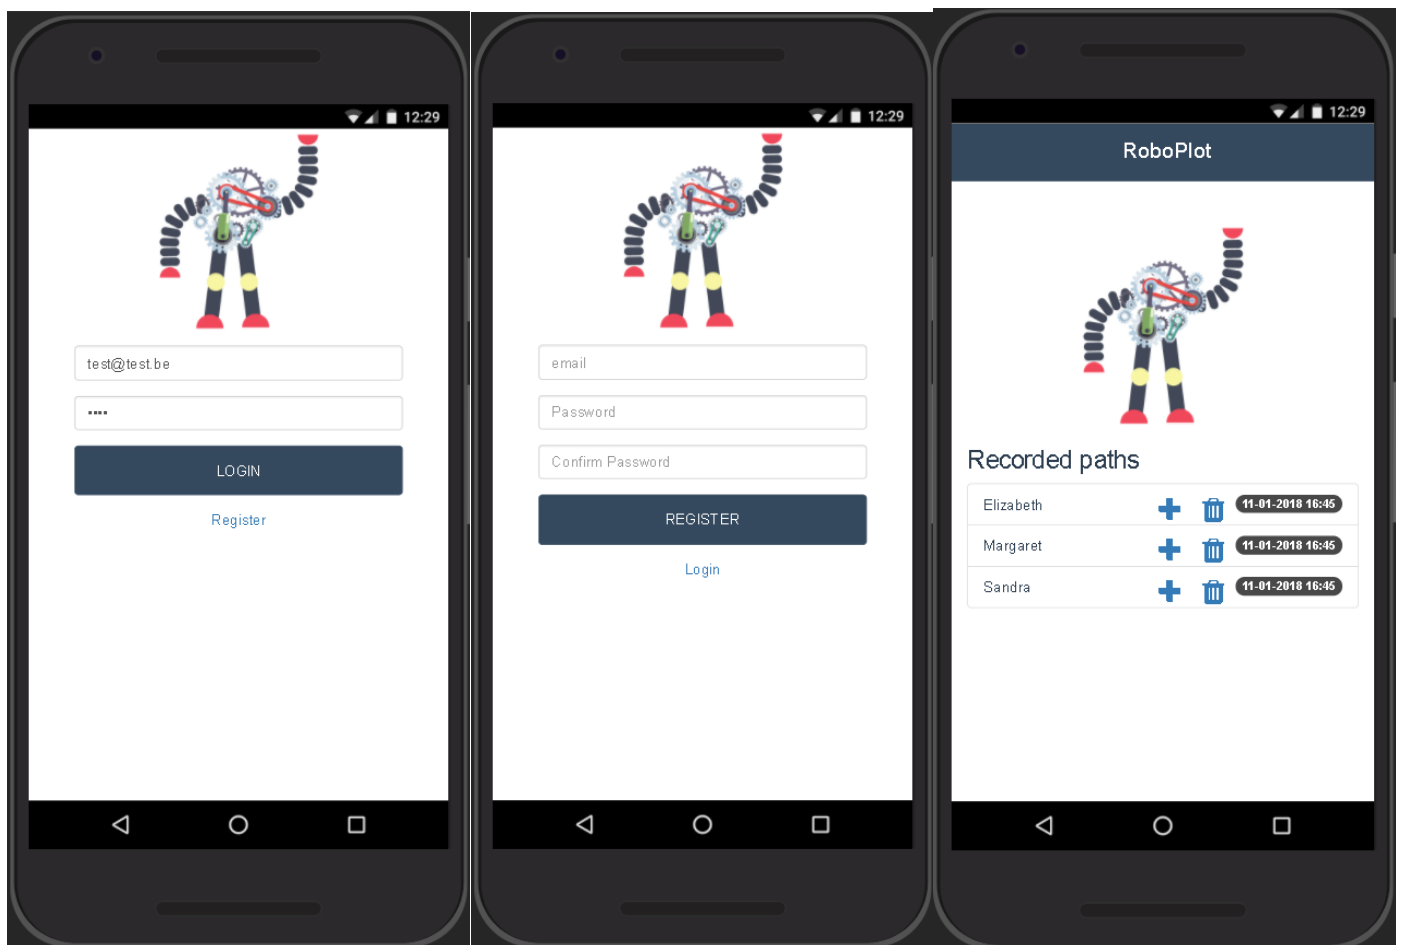 12:29
test@test.be
••••
LOGIN
Register
12:29
email
Password
Confirm Password
REGISTER
Login
12:29
RoboPlot
Recorded paths
Elizabeth 11-01-2018 16:45
Margaret 11-01-2018 16:45
Sandra 11-01-2018 16:45